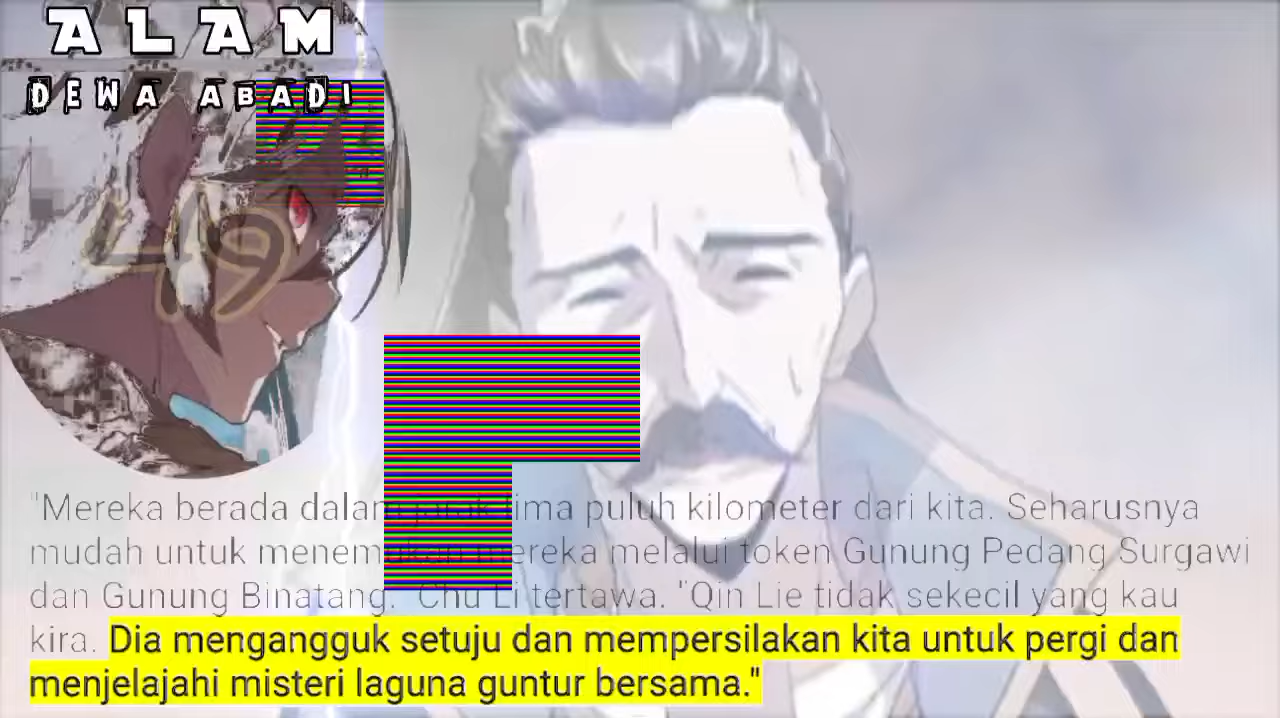 ALAM
DEWA ABADI
49
"Mereka berada dalam jarak lima puluh kilometer dari kita. Seharusnya
mudah untuk menemukan mereka melalui token Gunung Pedang Surgawi
dan Gunung Binatang." Chu Li tertawa. "Qin Lie tidak sekecil yang kau
kira. Dia mengangguk setuju dan mempersilakan kita untuk pergi dan
menjelajahi misteri laguna guntur bersama."